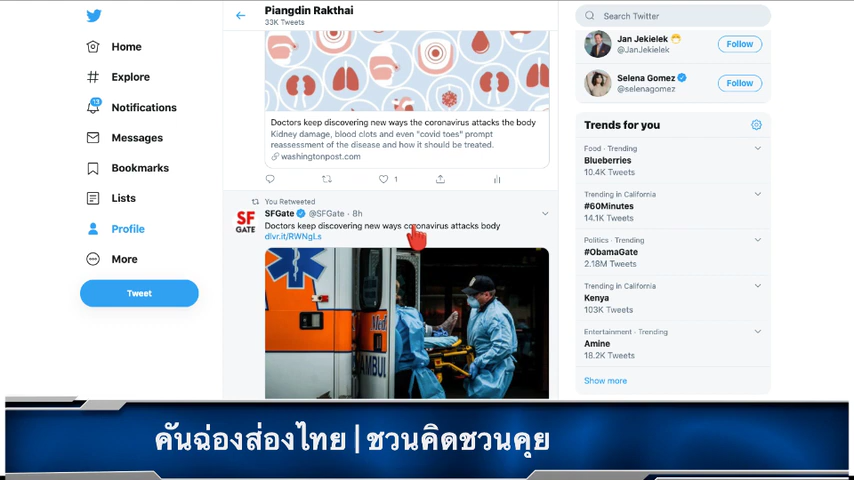 Piangdin Rakthai
33K Tweets
Home
Explore
13
Notifications
Messages
Bookmarks
Lists
Profile
More
Tweet
Doctors keep discovering new ways the coronavirus attacks the body
Kidney damage, blood clots and even "covid toes" prompt
reassessment of the disease and how it should be treated.
washingtonpost.com
1
You Retweeted
SF
GATE
SFGate @SFGate · 8h
Doctors keep discovering new ways coronavirus attacks body
dlvr.it/RWNgLs
Search Twitter
Jan Jekielek
@JanJekielek
Follow
Selena Gomez
@selenagomez
Follow
Trends for you
Food · Trending
Blueberries
10.4K Tweets
Trending in California
#60Minutes
14.1K Tweets
Politics · Trending
#ObamaGate
2.18M Tweets
Trending in California
Kenya
103K Tweets
Entertainment · Trending
Amine
18.2K Tweets
Show more
คันฉ่องส่องไทย | ชวนคิดชวนคุย